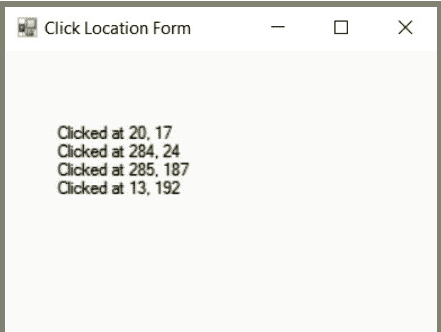 Click Location Form
Clicked at 20, 17
Clicked at 284, 24
Clicked at 285, 187
Clicked at 13, 192